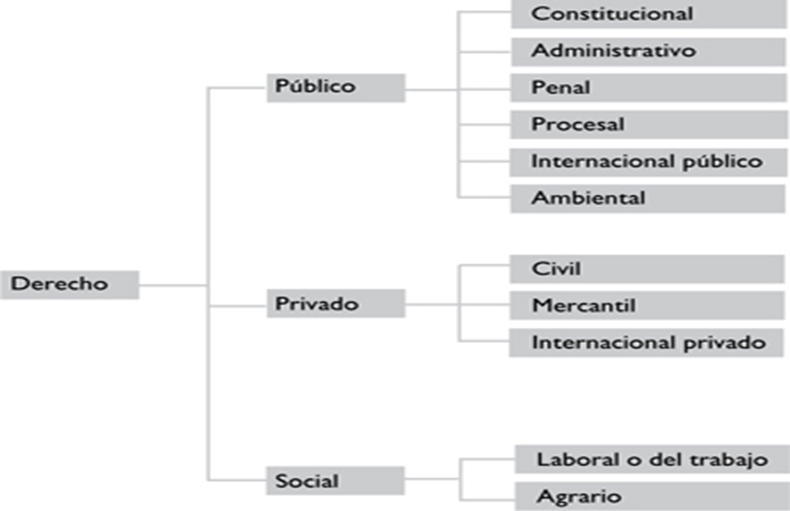 Derecho
Público
Constitucional
Administrativo
Penal
Procesal
Internacional público
Ambiental
Privado
Civil
Mercantil
Internacional privado
Social
Laboral o del trabajo
Agrario